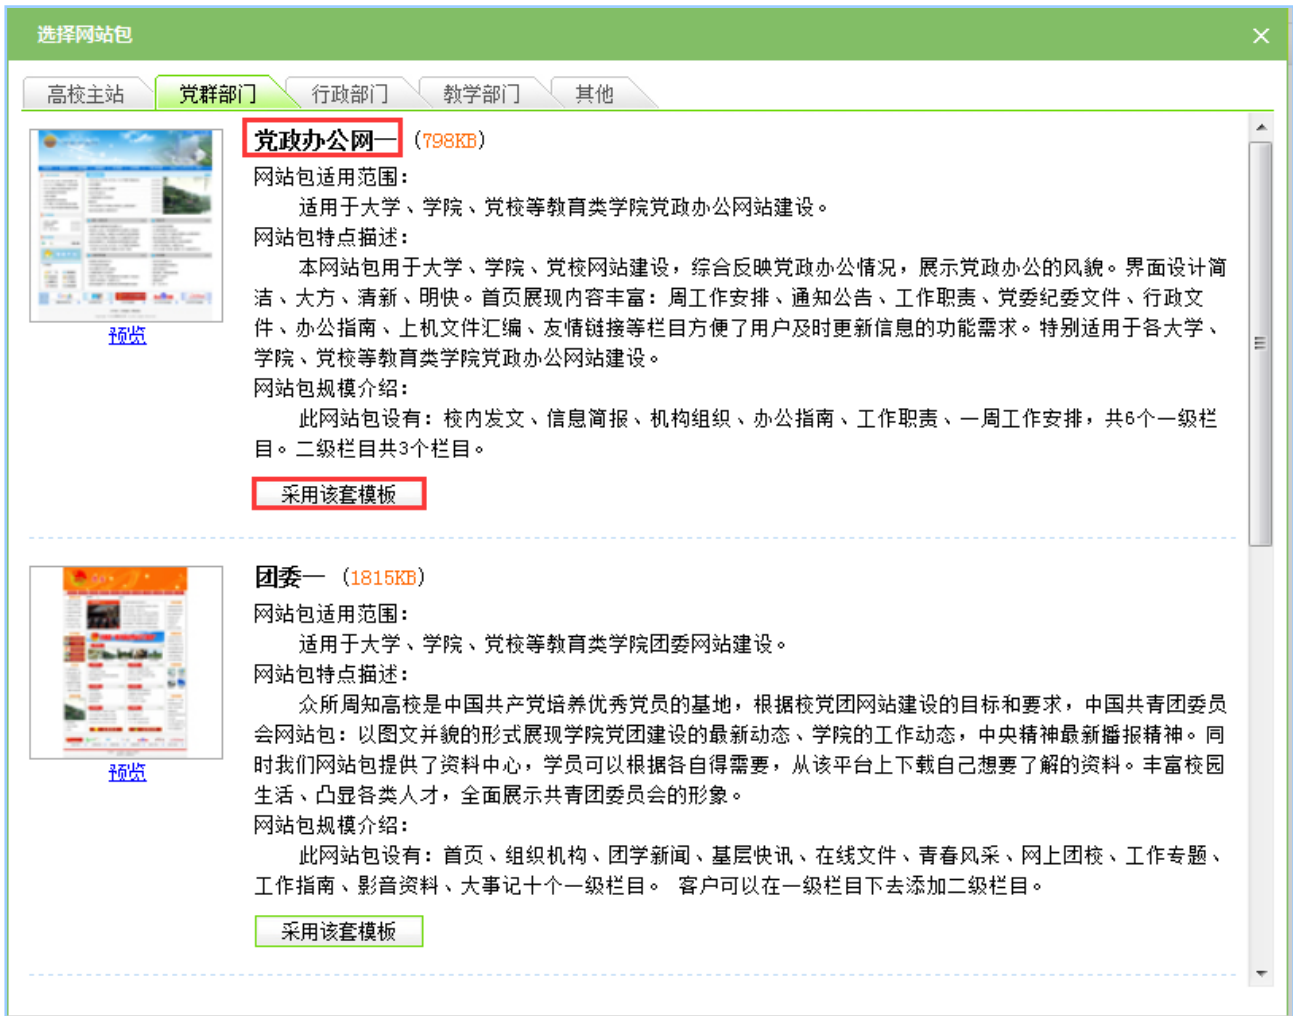 选择网站包
高校主站 党群部门 行政部门 教学部门 其他
党政办公网一 (798KB)
网站包适用范围：
适用于大学、学院、党校等教育类学院党政办公网站建设。
网站包特点描述：
本网站包用于大学、学院、党校网站建设，综合反映党政办公情况，展示党政办公的风貌。界面设计简
洁、大方、清新、明快。首页展现内容丰富：周工作安排、通知公告、工作职责、党委纪委文件、行政文
件、办公指南、上机文件汇编、友情链接等栏目方便了用户及时更新信息的功能需求。特别适用于各大学、
学院、党校等教育类学院党政办公网站建设。
网站包规模介绍：
此网站包设有：校内发文、信息简报、机构组织、办公指南、工作职责、一周工作安排，共6个一级栏
目。二级栏目共3个栏目。
预览
采用该套模板
团委一 (1815KB)
网站包适用范围：
适用于大学、学院、党校等教育类学院团委网站建设。
网站包特点描述：
众所周知高校是中国共产党培养优秀党员的基地，根据校党团网站建设的目标和要求，中国共青团委员
会网站包：以图文并貌的形式展现学院党团建设的最新动态、学院的工作动态，中央精神最新播报精神。同
时我们网站包提供了资料中心，学员可以根据各自得需要，从该平台上下载自己想要了解的资料。丰富校园
生活、凸显各类人才，全面展示共青团委员会的形象。
网站包规模介绍：
此网站包设有：首页、组织机构、团学新闻、基层快讯、在线文件、青春风采、网上团校、工作专题、
工作指南、影音资料、大事记十个一级栏目。 客户可以在一级栏目下去添加二级栏目。
预览
采用该套模板